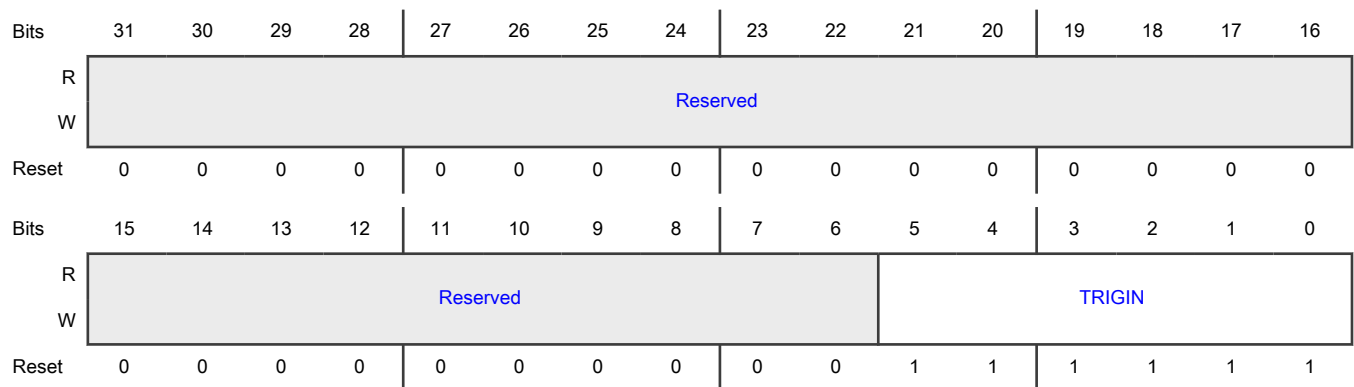 Bits 31 30 29 28 27 26 25 24 23 22 21 20 19 18 17 16
R
Reserved
W
Reset 0 0 0 0 0 0 0 0 0 0 0 0 0 0 0 0
Bits 15 14 13 12 11 10 9 8 7 6 5 4 3 2 1 0
R
Reserved TRIGIN
W
Reset 0 0 0 0 0 0 0 0 0 0 1 1 1 1 1 1